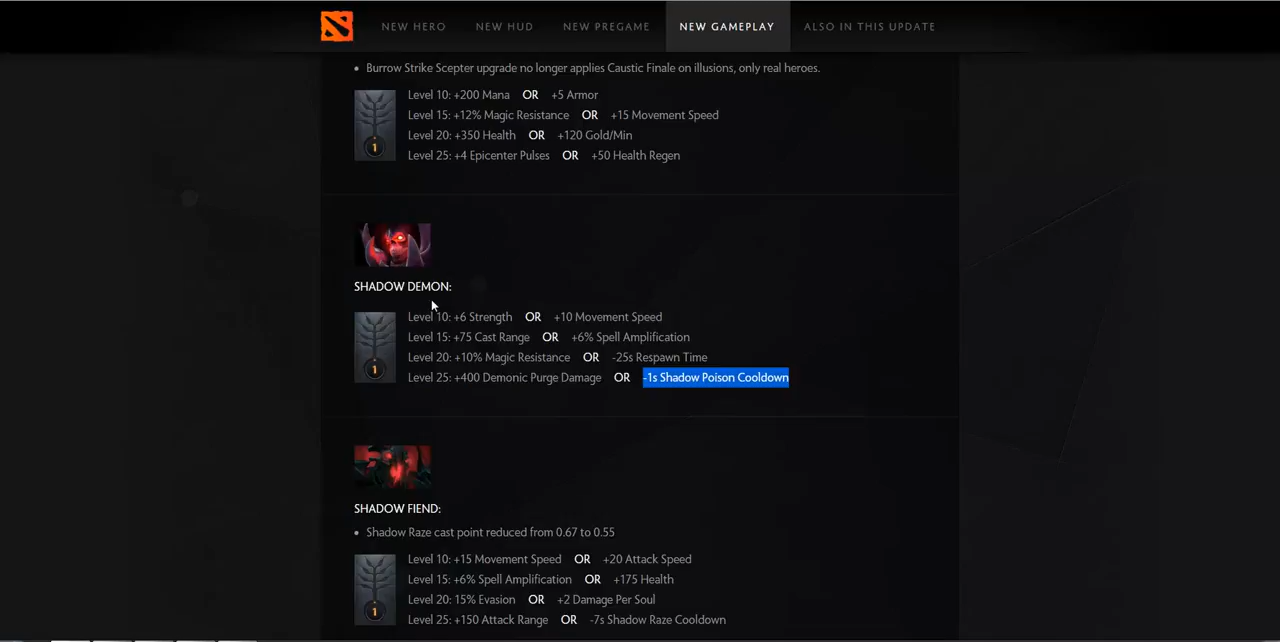 NEW HERO NEW HUD NEW PREGAME NEW GAMEPLAY ALSO IN THIS UPDATE
• Burrow Strike Scepter upgrade no longer applies Caustic Finale on illusions, only real heroes.
Level 10: +200 Mana OR +5 Armor
Level 15: +12% Magic Resistance OR +15 Movement Speed
Level 20: +350 Health OR +120 Gold/Min
Level 25: +4 Epicenter Pulses OR +50 Health Regen
1
SHADOW DEMON:
Level 10: +6 Strength OR +10 Movement Speed
Level 15: +75 Cast Range OR +6% Spell Amplification
Level 20: +10% Magic Resistance OR -25s Respawn Time
Level 25: +400 Demonic Purge Damage OR -1s Shadow Poison Cooldown
1
SHADOW FIEND:
• Shadow Raze cast point reduced from 0.67 to 0.55
Level 10: +15 Movement Speed OR +20 Attack Speed
Level 15: +6% Spell Amplification OR +175 Health
Level 20: 15% Evasion OR +2 Damage Per Soul
Level 25: +150 Attack Range OR -7s Shadow Raze Cooldown
1